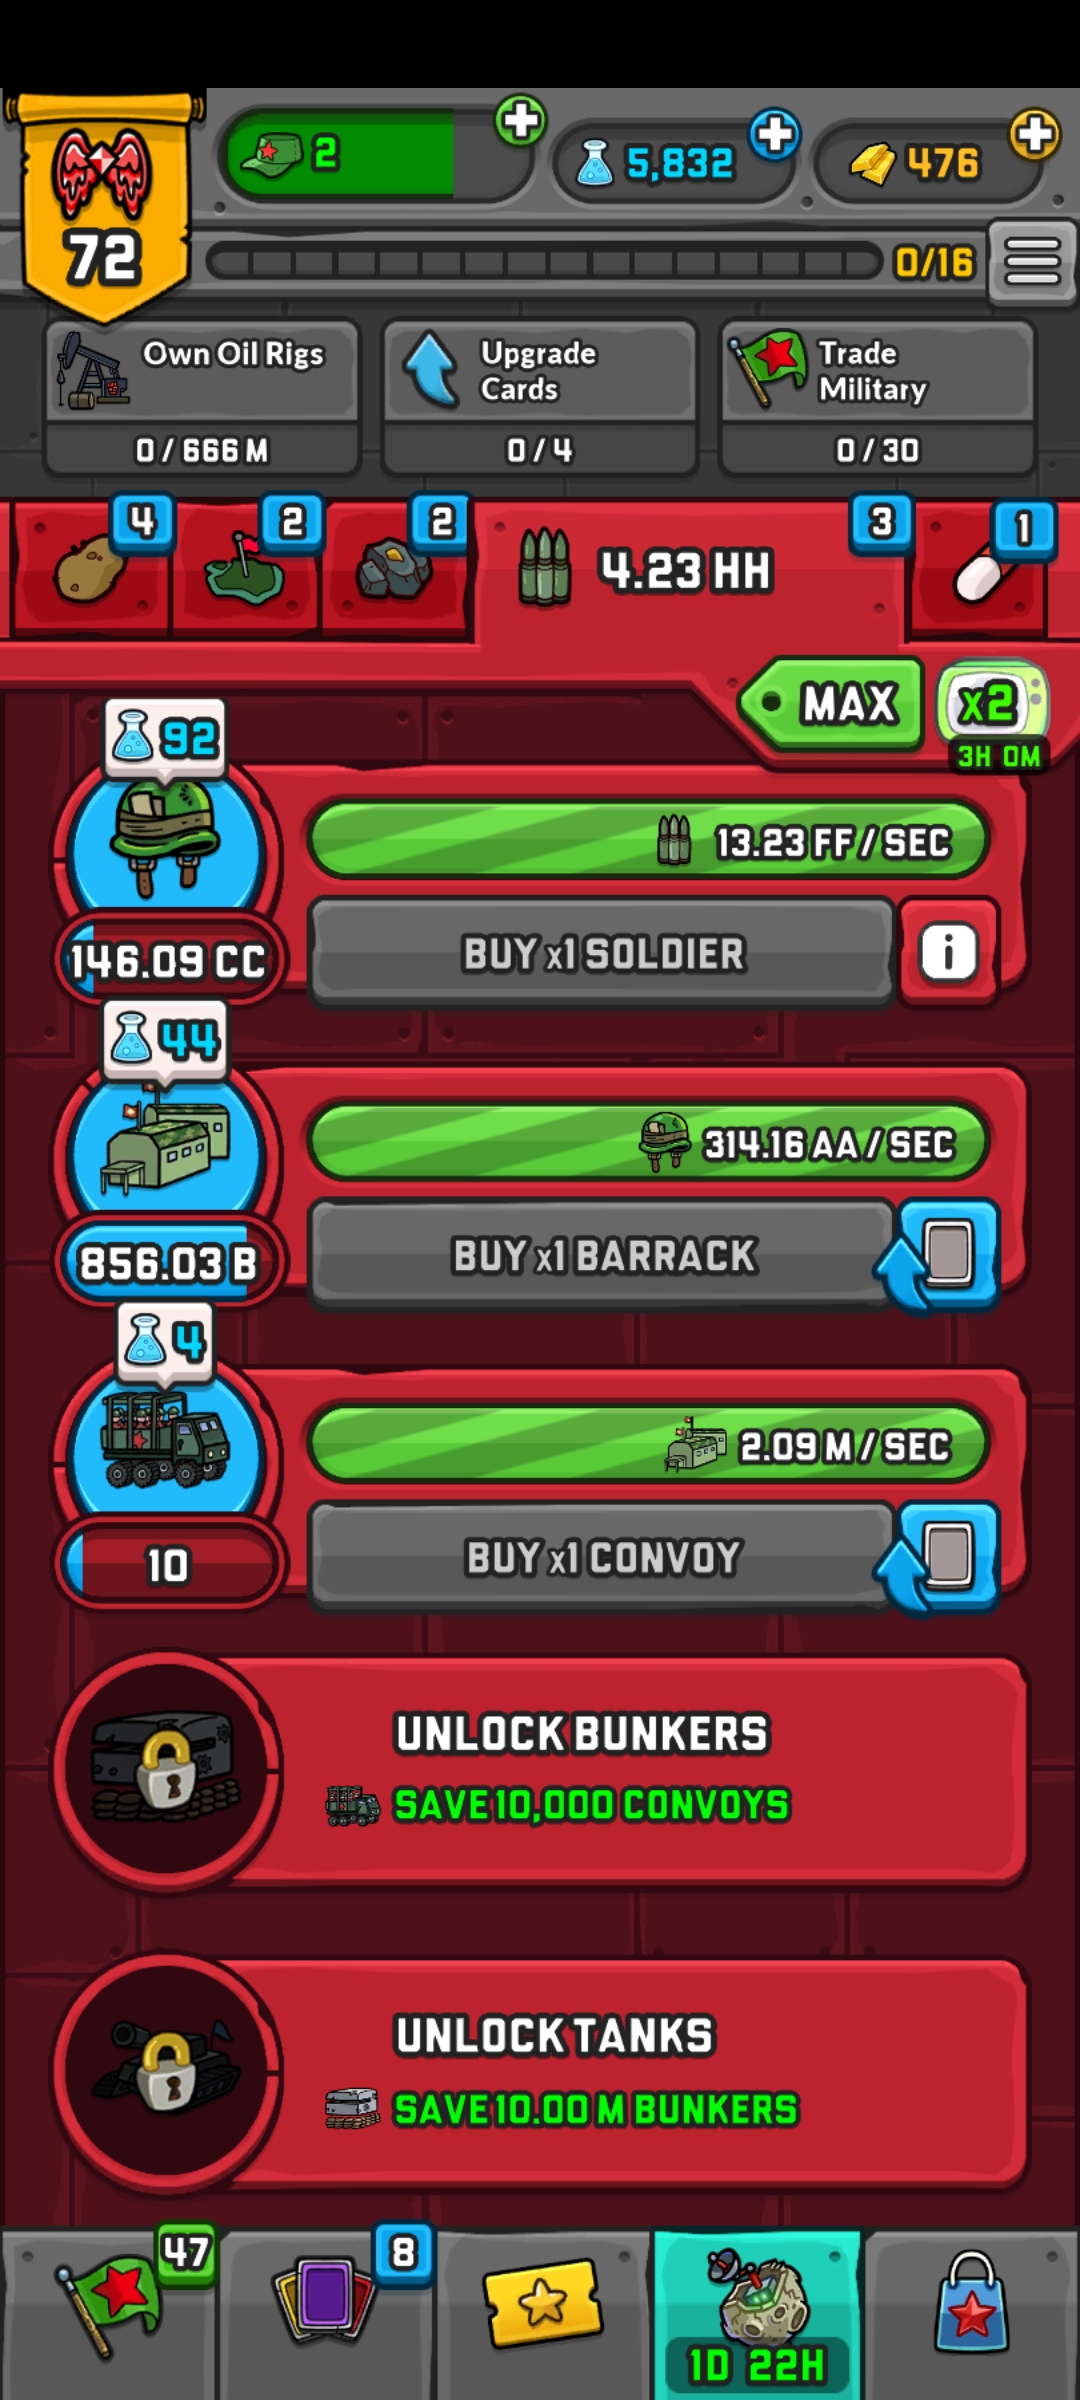 72
2
5,832
476
0/16
Own Oil Rigs
0 / 666 M
Upgrade
Cards
0 / 4
Trade
Military
0 / 30
4
2
2
4.23 HH
3
1
MAX
x2
3H 0M
92
13.23 FF / SEC
146.09 CC
BUY x1 SOLDIER
i
44
314.16 AA / SEC
856.03 B
BUY x1 BARRACK
4
2.09 M / SEC
10
BUY x1 CONVOY
UNLOCK BUNKERS
SAVE 10,000 CONVOYS
UNLOCK TANKS
SAVE 10.00 M BUNKERS
47
8
1D 22H